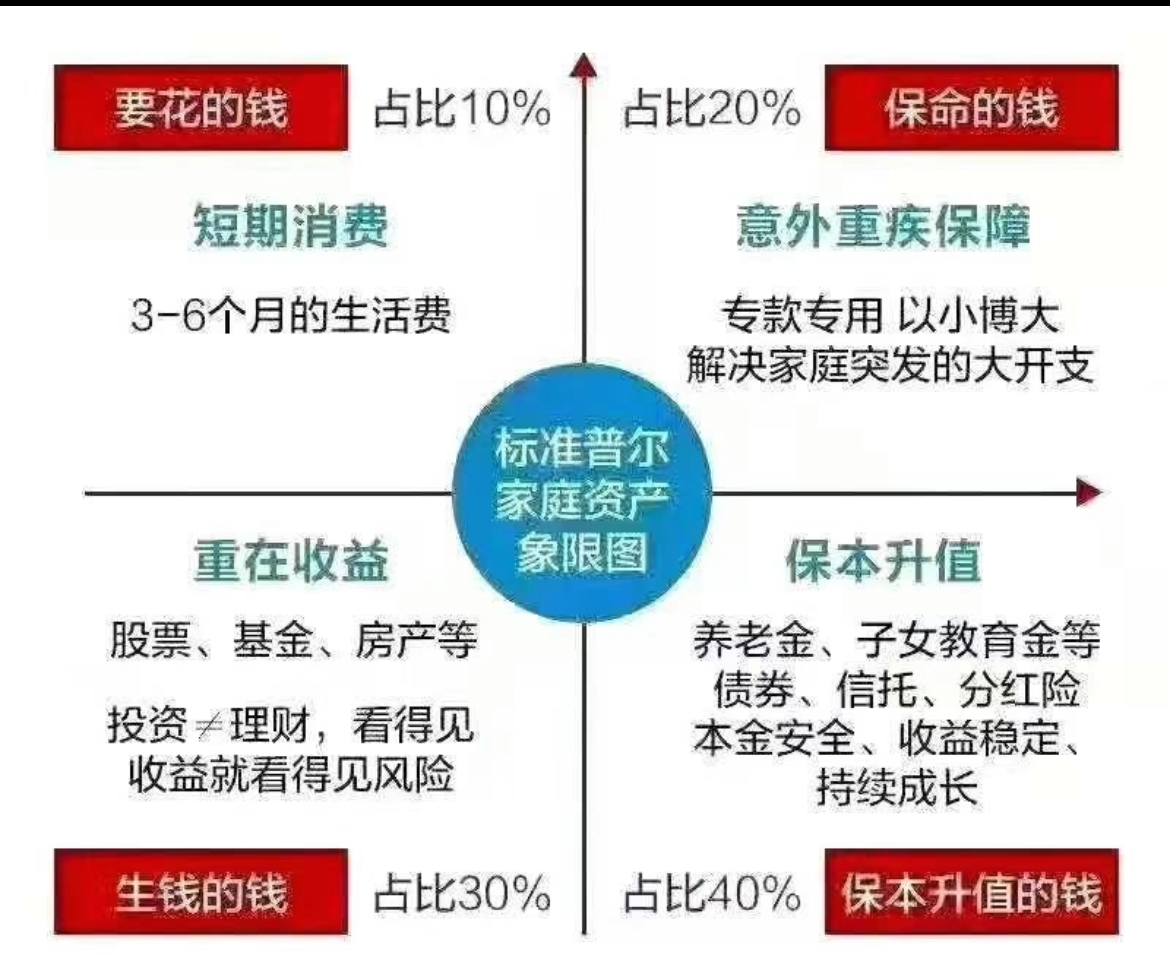 要花的钱 占比10%
占比20% 保命的钱
短期消费
3-6个月的生活费
意外重疾保障
专款专用 以小博大
解决家庭突发的大开支
标准普尔
家庭资产
象限图
重在收益
股票、基金、房产等
投资≠理财，看得见
收益就看得见风险
保本升值
养老金、子女教育金等
债券、信托、分红险
本金安全、收益稳定、
持续成长
生钱的钱 占比30%
占比40% 保本升值的钱